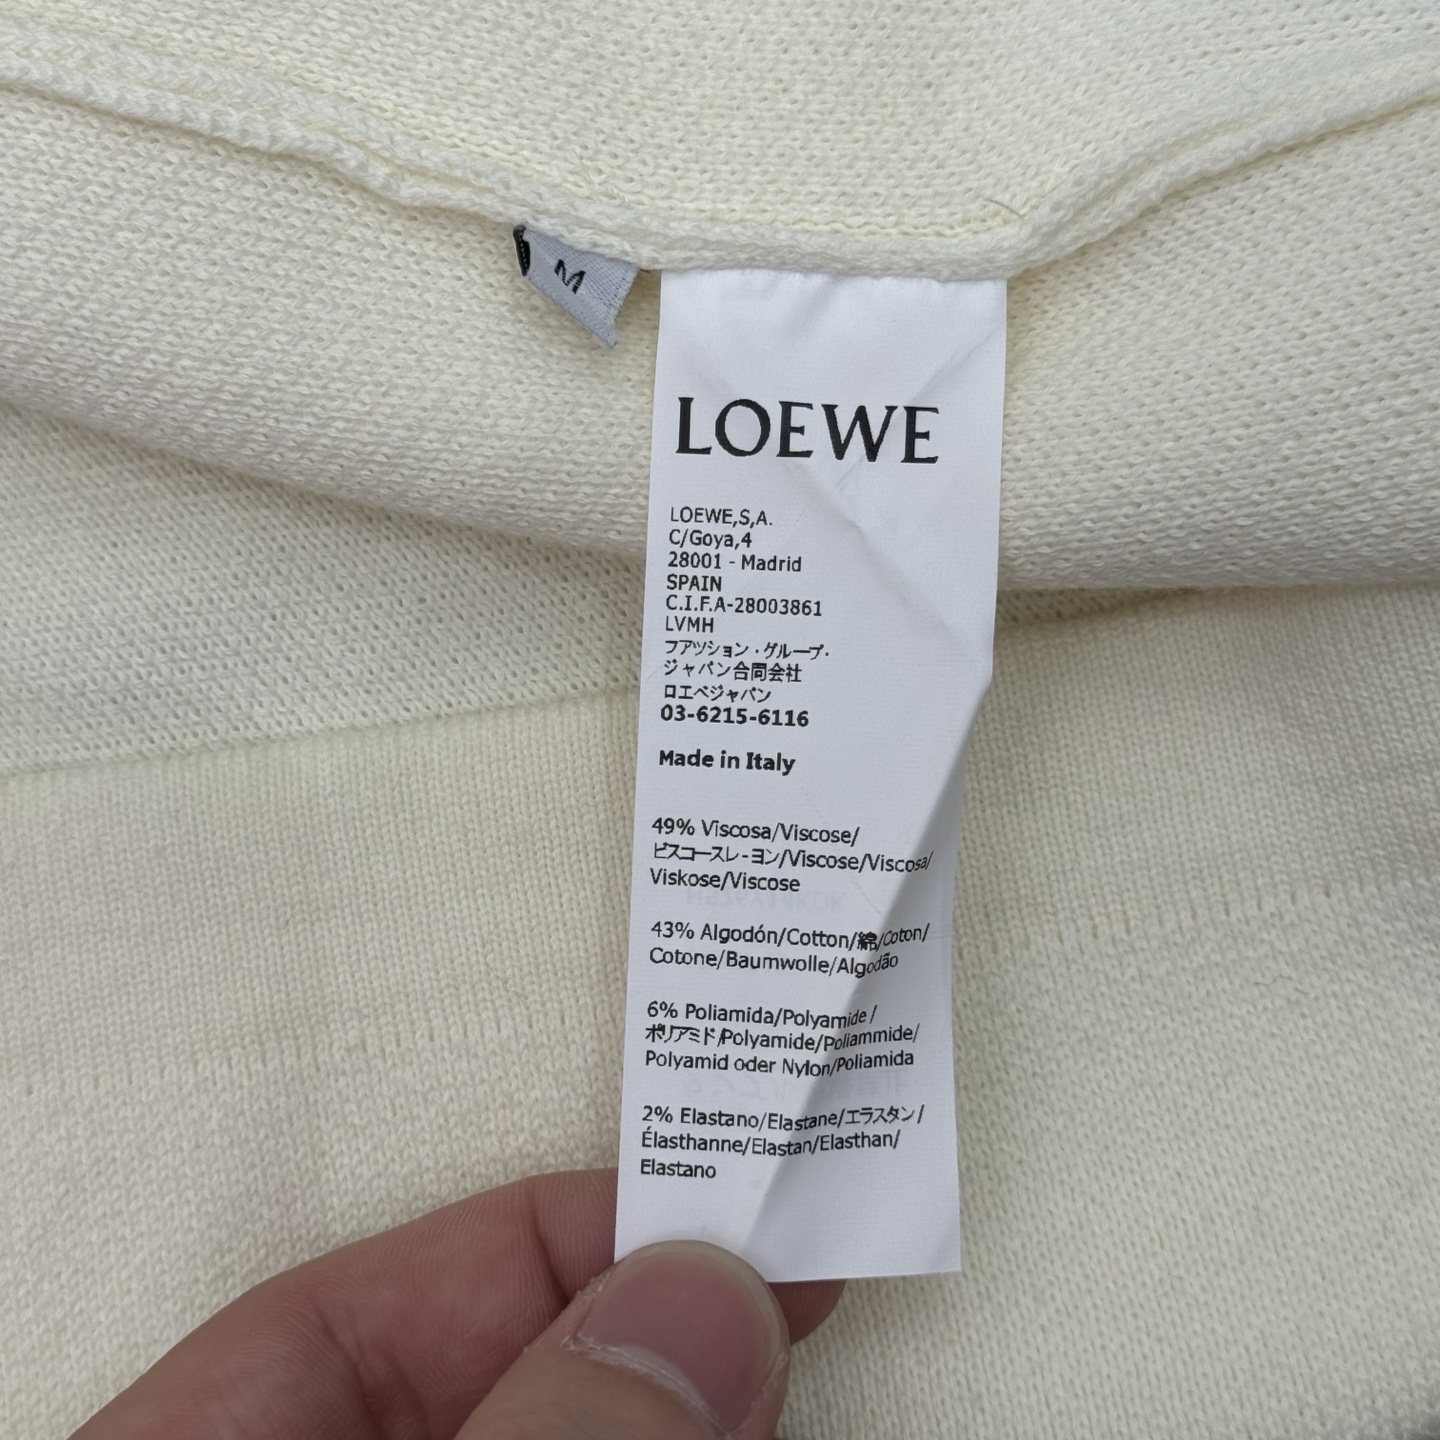 M
LOEWE
LOEWE,S,A.
C/Goya,4
28001 - Madrid
SPAIN
C.I.F.A-28003861
LVMH
フアツション・グループ・
ジャパン合同会社
ロエベジャパン
03-6215-6116
Made in Italy
49% Viscosa/Viscose/
ビスコースレ-ヨン/Viscose/Viscosa/
Viskose/Viscose
43% Algodón/Cotton/綿/Coton/
Cotone/Baumwolle/Algodão
6% Poliamida/Polyamide/
ポリアミド/Polyamide/Poliammide/
Polyamid oder Nylon/Poliamida
2% Elastano/Elastane/エラスタン/
Élasthanne/Elastan/Elasthan/
Elastano